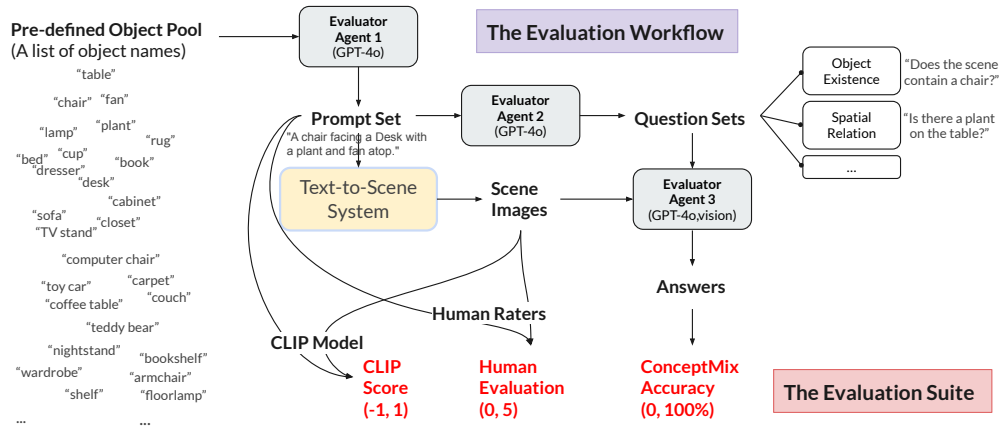 Pre-defined Object Pool
(A list of object names)
“table”
“chair” “fan”
“lamp” “plant”
“rug”
“bed” “cup” “book”
“dresser”
“desk”
“cabinet”
“sofa” “closet”
“TV stand”
“computer chair”
“toy car” “carpet”
“coffee table” “couch”
“teddy bear”
“nightstand” “bookshelf”
“wardrobe” “armchair”
“shelf” “floorlamp”
... ...
Evaluator
Agent 1
(GPT-4o)
The Evaluation Workflow
Prompt Set
"A chair facing a Desk with
a plant and fan atop."
Evaluator
Agent 2
(GPT-4o)
Question Sets
Object
Existence
“Does the scene
contain a chair?”
Spatial
Relation
“Is there a plant
on the table?”
...
Text-to-Scene
System
Scene
Images
Evaluator
Agent 3
(GPT-4o,vision)
Answers
Human Raters
CLIP Model
CLIP
Score
(-1, 1)
Human
Evaluation
(0, 5)
ConceptMix
Accuracy
(0, 100%)
The Evaluation Suite